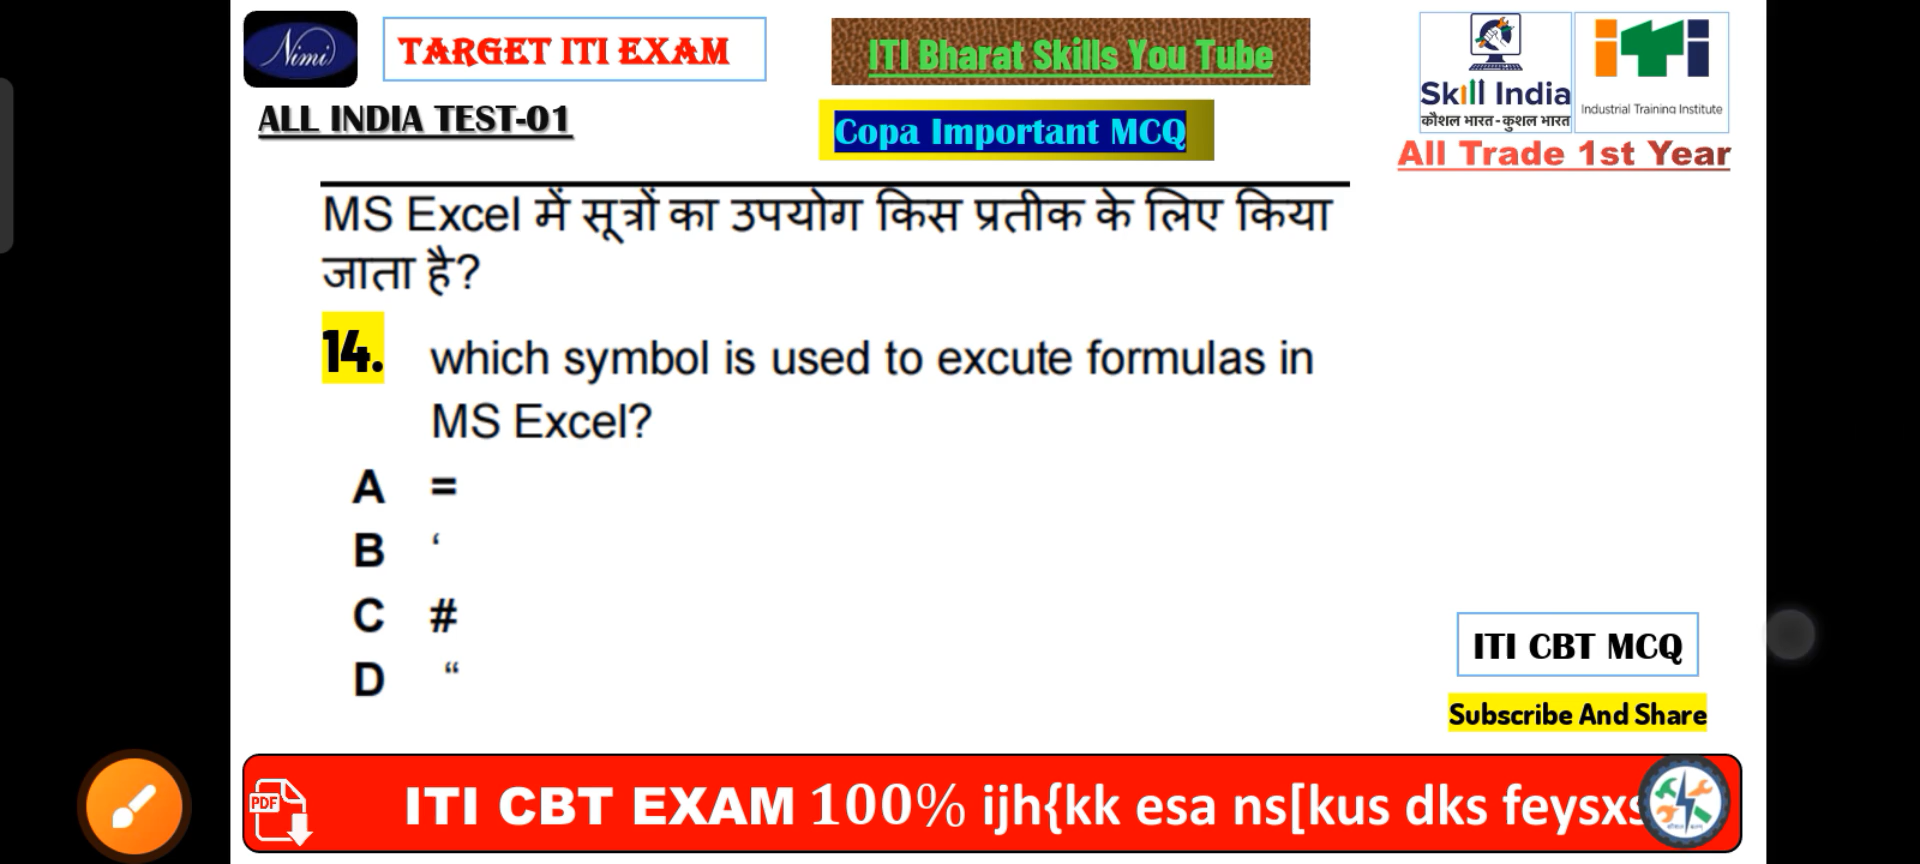 Nimi
TARGET ITI EXAM
ITI Bharat Skills You Tube
Skill India
कौशल भारत - कुशल भारत
iTi
Industrial Training Institute
ALL INDIA TEST-01
Copa Important MCQ
All Trade 1st Year
MS Excel में सूत्रों का उपयोग किस प्रतीक के लिए किया
जाता है?
14. which symbol is used to excute formulas in
MS Excel?
A =
B ‘
C #
D “
ITI CBT MCQ
Subscribe And Share
PDF
ITI CBT EXAM 100% ijh{kk esa ns[kus dks feysxs